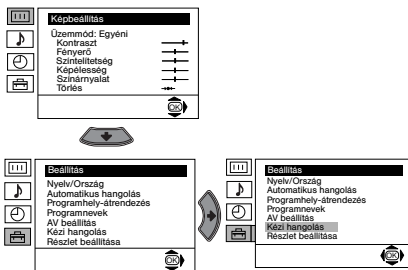 Képbeállítás
Üzemmód: Egyéni
Kontraszt
Fényerő
Színtelítetség
Képélesség
Színárnyalat
Törlés
OK
Beállítás
Nyelv/Ország
Automatikus hangolás
Programhely-átrendezés
Programnevek
AV beállítás
Kézi hangolás
Részlet beállítása
OK
Beállítás
Nyelv/Ország
Automatikus hangolás
Programhely-átrendezés
Programnevek
AV beállítás
Kézi hangolás
Részlet beállítása
OK